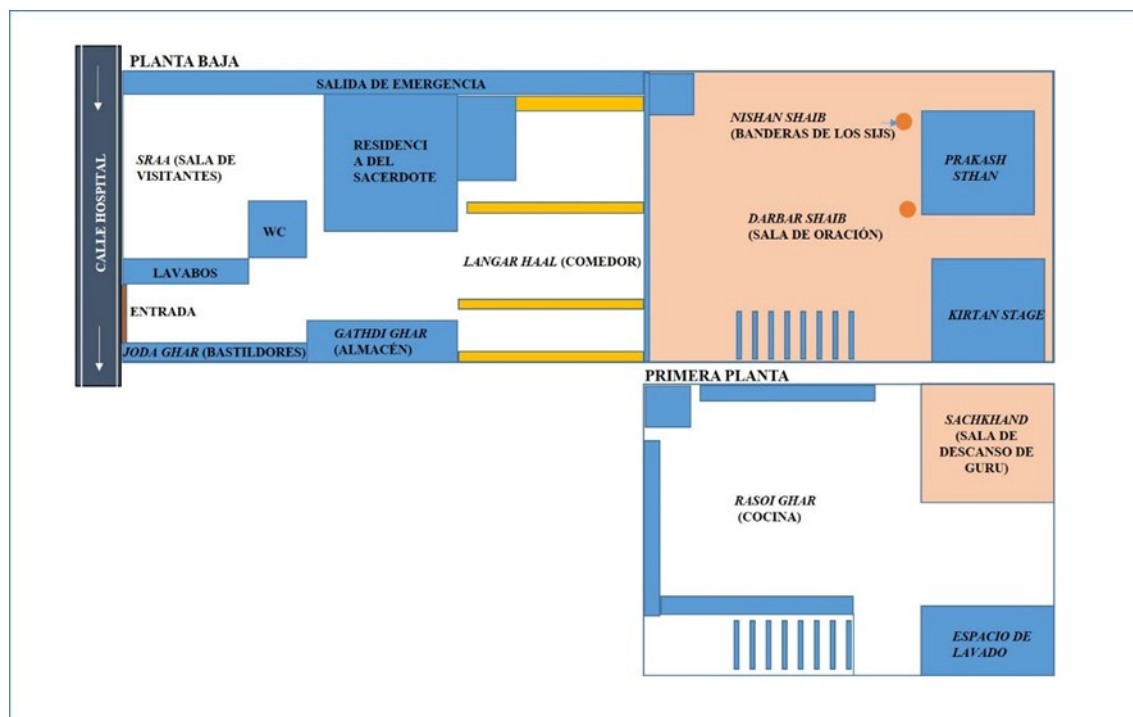 PLANTA BAJA
SALIDA DE EMERGENCIA
CALLE HOSPITAL
SRAA (SALA DE
VISITANTES)
RESIDENCI
A DEL
SACERDOTE
NISHAN SHAIB
(BANDERAS DE LOS SIJS)
PRAKASH
STHAN
WC
DARBAR SHAIB
(SALA DE ORACIÓN)
LAVABOS
LANGAR HAAL (COMEDOR)
ENTRADA
KIRTAN STAGE
JODA GHAR (BASTILDORES)
GATHDI GHAR
(ALMACÉN)
PRIMERA PLANTA
SACHKHAND
(SALA DE
DESCANSO DE
GURU)
RASOI GHAR
(COCINA)
ESPACIO DE
LAVADO